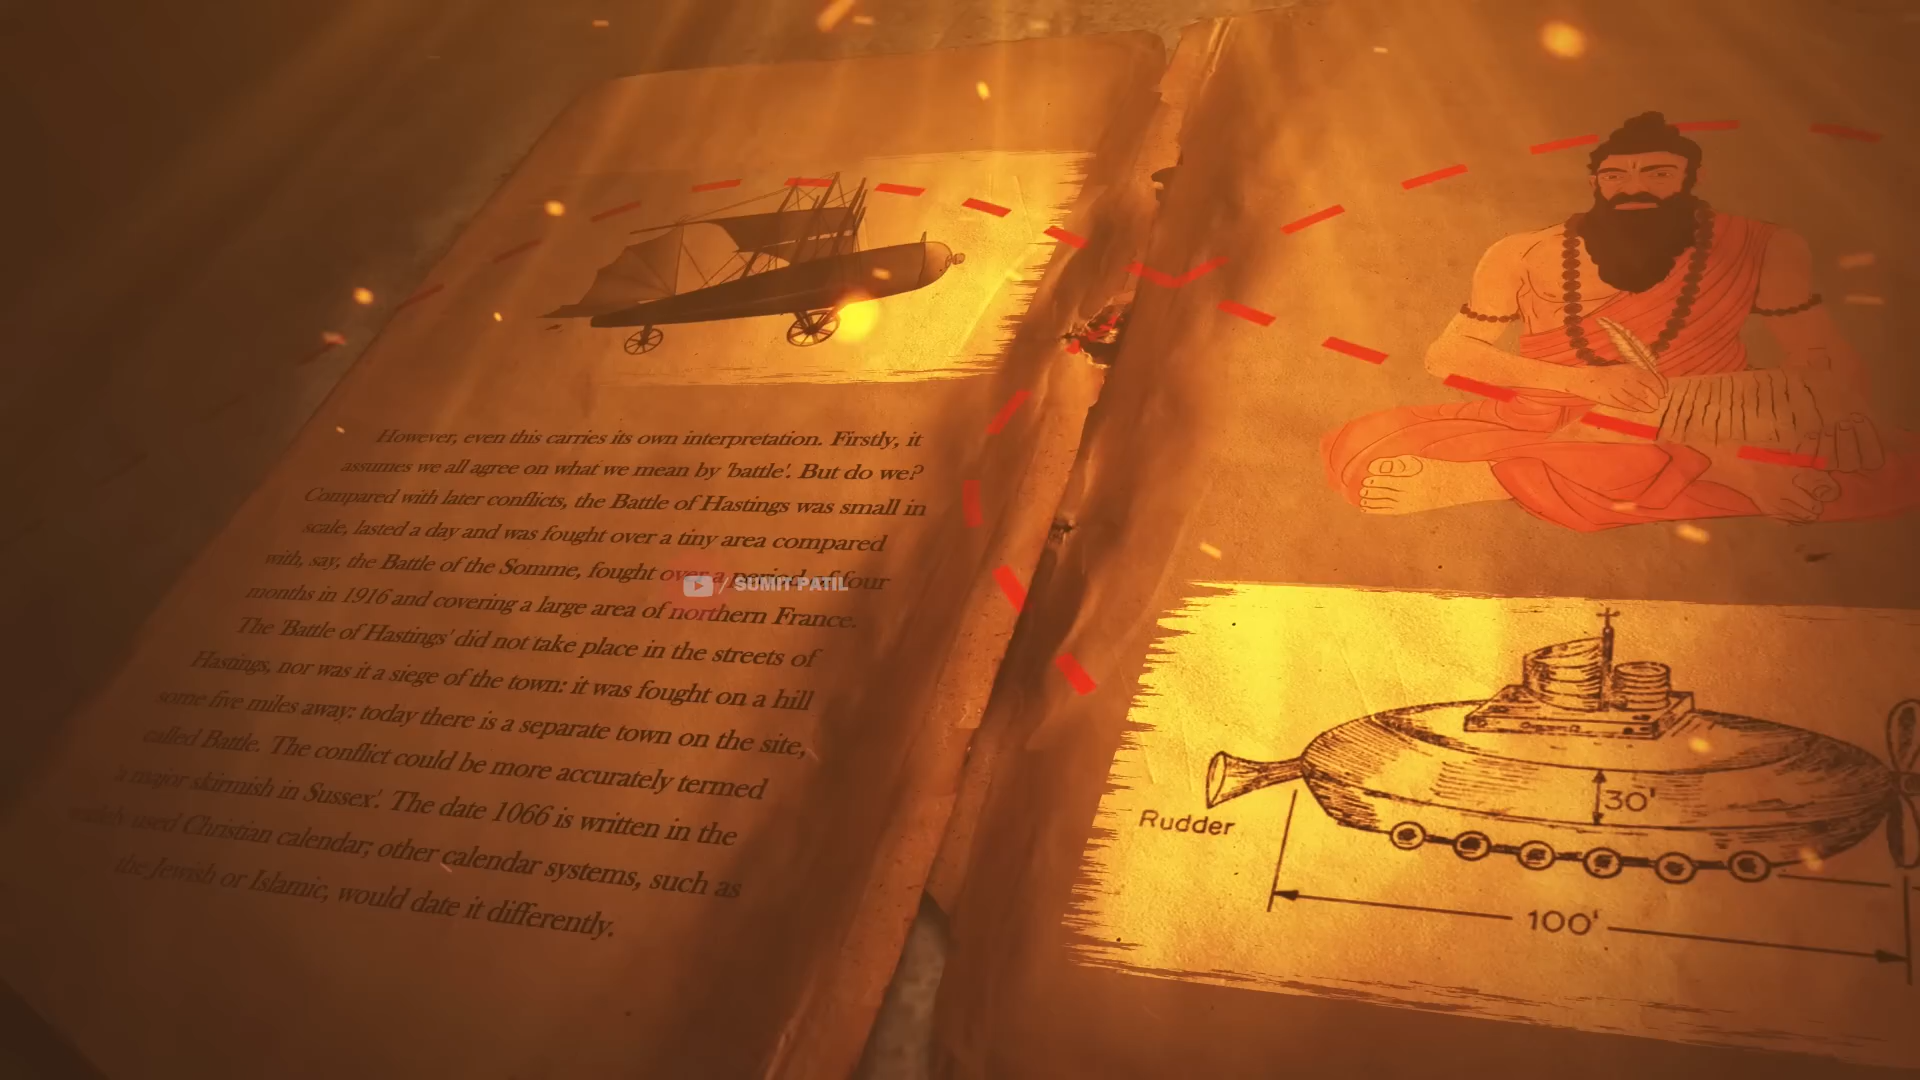 However, even this carries its own interpretation. Firstly, it
assumes we all agree on what we mean by 'battle'. But do we?
Compared with later conflicts, the Battle of Hastings was small in
scale, lasted a day and was fought over a tiny area compared
with, say, the Battle of the Somme, fought over a period of four
months in 1916 and covering a large area of northern France.
The 'Battle of Hastings' did not take place in the streets of
Hastings, nor was it a siege of the town: it was fought on a hill
some five miles away: today there is a separate town on the site,
called Battle. The conflict could be more accurately termed
'a major skirmish in Sussex'. The date 1066 is written in the
widely used Christian calendar; other calendar systems, such as
the Jewish or Islamic, would date it differently.
/ SUMIT PATIL
30'
Rudder
100'